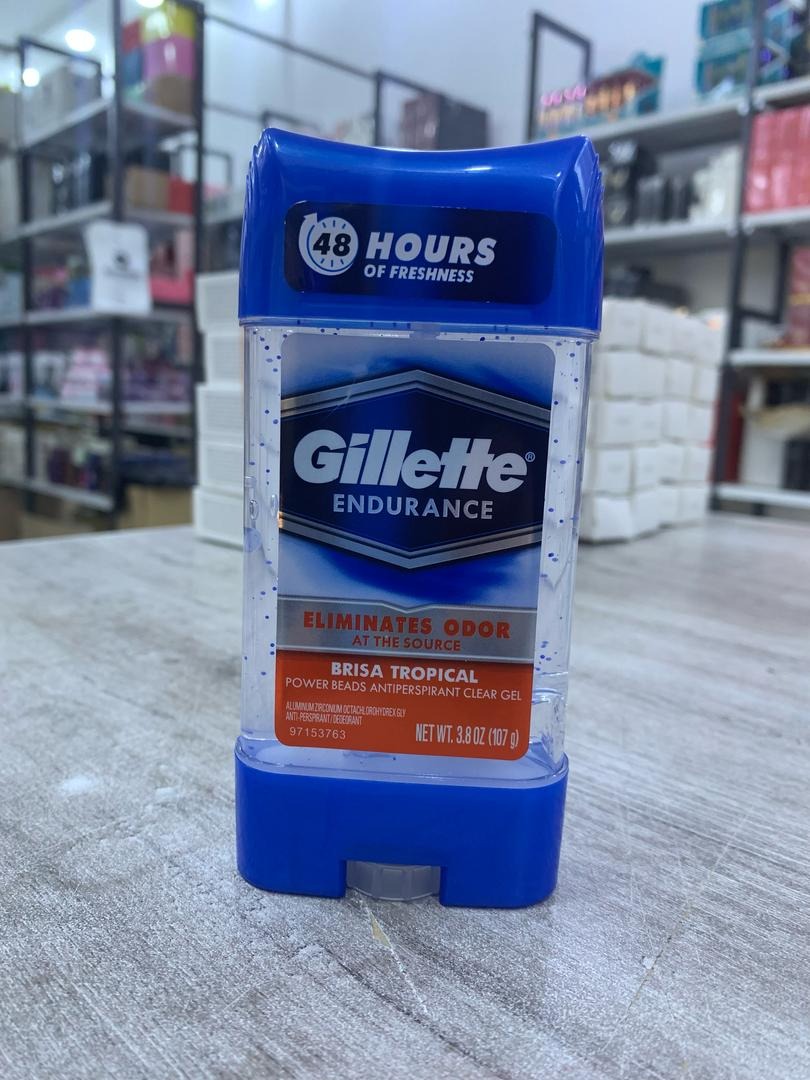 48 HOURS
OF FRESHNESS
Gillette®
ENDURANCE
ELIMINATES ODOR
AT THE SOURCE
BRISA TROPICAL
POWER BEADS ANTIPERSPIRANT CLEAR GEL
ALUMINUM ZIRCONIUM OCTACHLOROHYDREX GLY
ANTI-PERSPIRANT/DEODORANT
97153763
NET WT. 3.8 OZ (107 g)